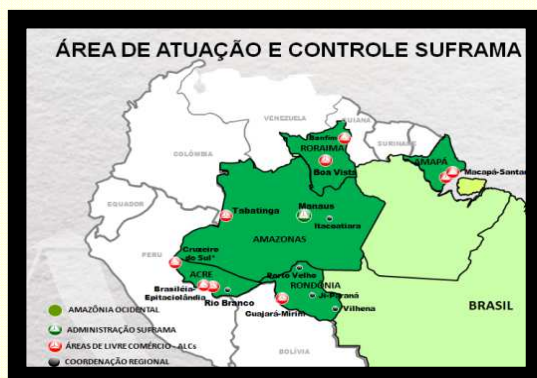 ÁREA DE ATUAÇÃO E CONTROLE SUFRAMA
VENEZUELA
GUIANA
SURINAME
COLÔMBIA
EQUADOR
PERU
BOLÍVIA
Bonfim
RORAIMA
Boa Vista
AMAPÁ
Macapá-Santan
Tabatinga
Manaus
Itacoatiara
AMAZONAS
Cruzeiro
do Sul*
ACRE
Brasiléia-
Epitaciolândia
Rio Branco
Porto Velho
RONDÔNIA
Ji-Paraná
Guajará-Mirim
Vilhena
BRASIL
AMAZÔNIA OCIDENTAL
ADMINISTRAÇÃO SUFRAMA
ÁREAS DE LIVRE COMÉRCIO - ALCs
COORDENAÇÃO REGIONAL